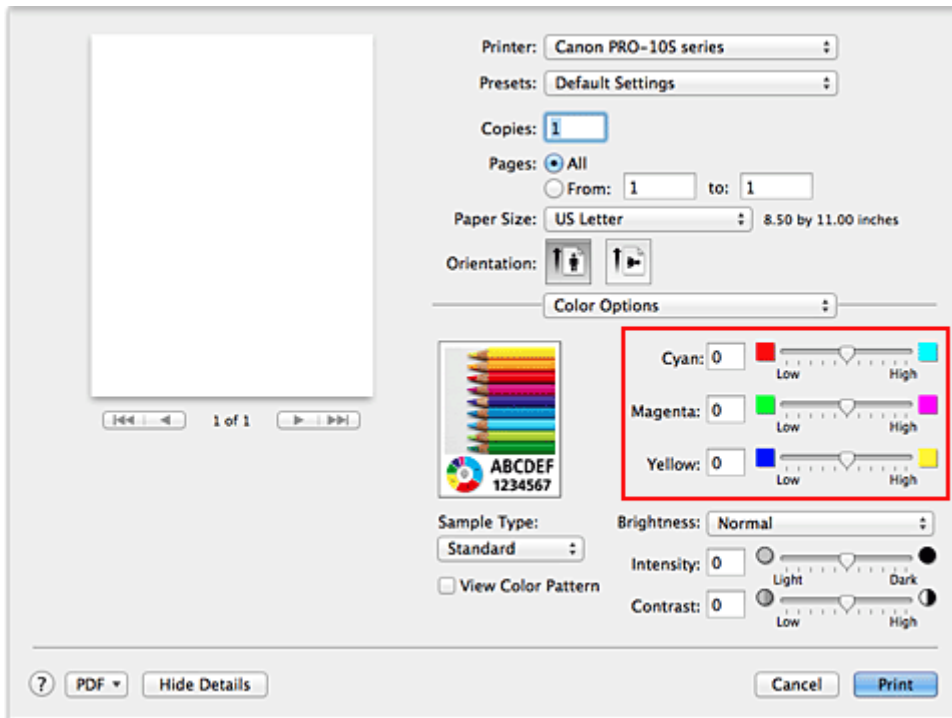 Printer: Canon PRO-10S series
Presets: Default Settings
Copies: 1
Pages: All
From: 1 to: 1
Paper Size: US Letter 8.50 by 11.00 inches
Orientation:
Color Options
Cyan: 0
Low High
Magenta: 0
Low High
Yellow: 0
Low High
ABCDEF
1234567
1 of 1
Sample Type:
Standard
View Color Pattern
Brightness: Normal
Intensity: 0
Light Dark
Contrast: 0
Low High
? PDF Hide Details Cancel Print